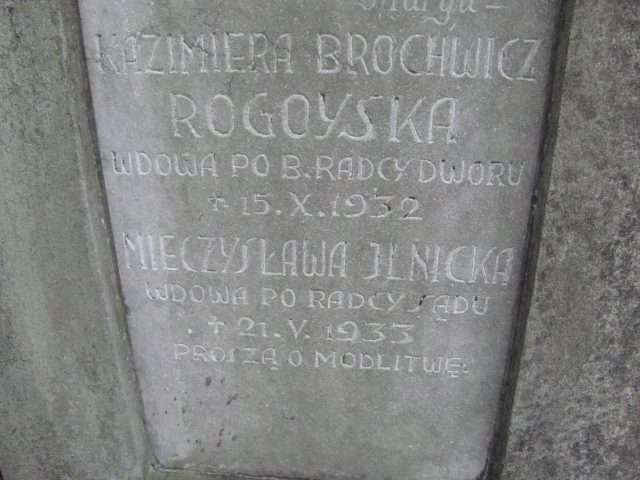 KAZIMIERA BROCHWICZ
ROGOYSKA
WDOWA PO B. RADCY DWORU
† 15. X. 1932
MIECZYSŁAWA ILNICKA
WDOWA PO RADCY SĄDU
† 21. V. 1933
PROSZĄ O MODLITWĘ.